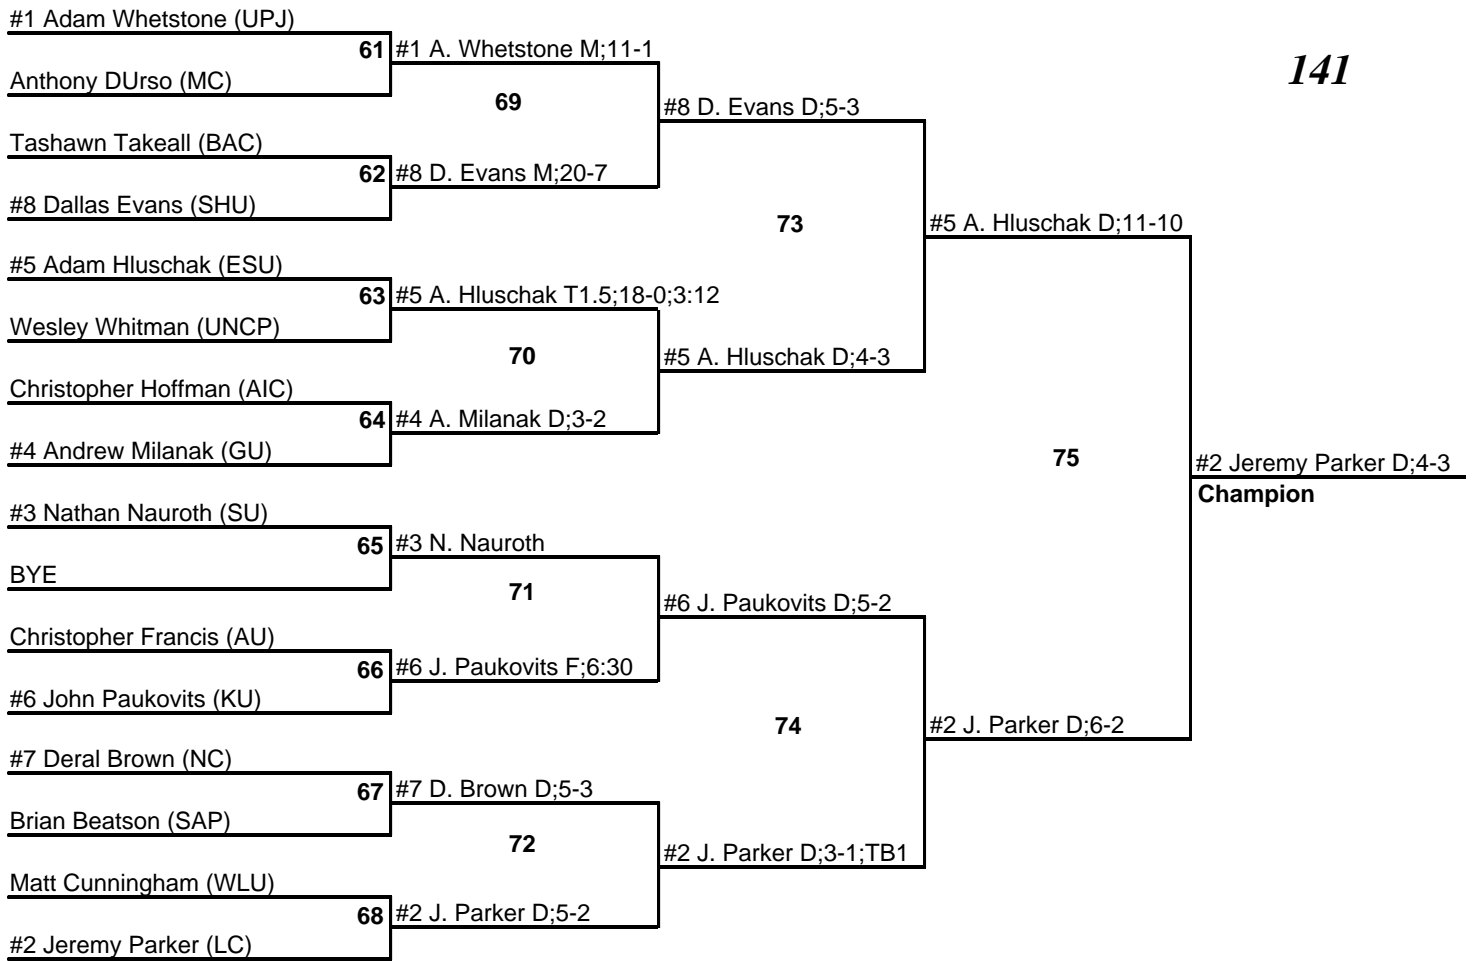 #1 Adam Whetstone (UPJ)
61
#1 A. Whetstone M;11-1
141
Anthony DUrso (MC)
69
#8 D. Evans D;5-3
Tashawn Takeall (BAC)
62
#8 D. Evans M;20-7
#8 Dallas Evans (SHU)
73
#5 A. Hluschak D;11-10
#5 Adam Hluschak (ESU)
63
#5 A. Hluschak T1.5;18-0;3:12
Wesley Whitman (UNCP)
70
#5 A. Hluschak D;4-3
Christopher Hoffman (AIC)
64
#4 A. Milanak D;3-2
#4 Andrew Milanak (GU)
75
#2 Jeremy Parker D;4-3
Champion
#3 Nathan Nauroth (SU)
65
#3 N. Nauroth
BYE
71
#6 J. Paukovits D;5-2
Christopher Francis (AU)
66
#6 J. Paukovits F;6:30
#6 John Paukovits (KU)
74
#2 J. Parker D;6-2
#7 Deral Brown (NC)
67
#7 D. Brown D;5-3
Brian Beatson (SAP)
72
#2 J. Parker D;3-1;TB1
Matt Cunningham (WLU)
68
#2 J. Parker D;5-2
#2 Jeremy Parker (LC)